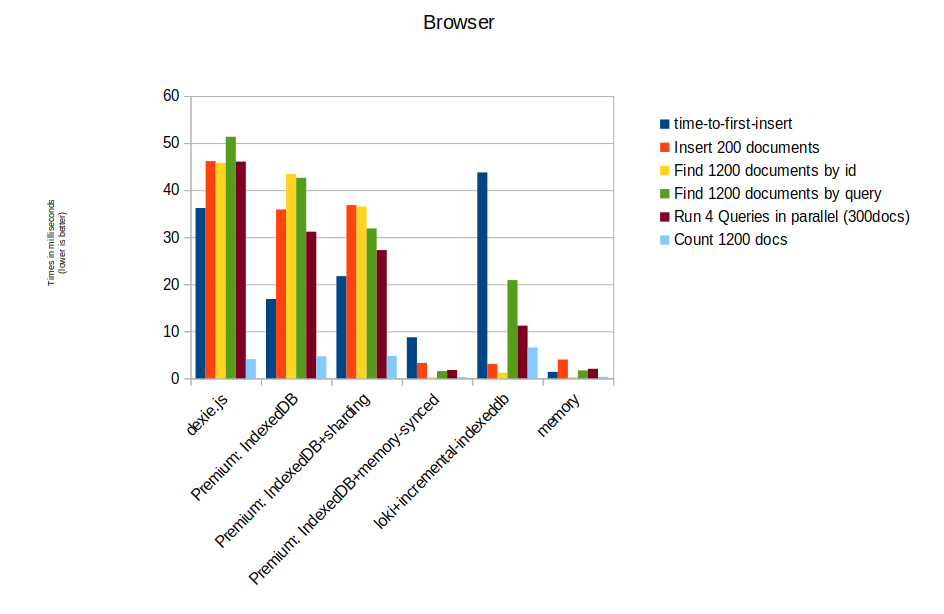 Browser
Times in milliseconds
(lower is better)
60
50
40
30
20
10
0
dexie.js
Premium: IndexedDB
Premium: IndexedDB+sharding
Premium: IndexedDB+memory-synced
loki+incremental-indexeddb
memory
time-to-first-insert
Insert 200 documents
Find 1200 documents by id
Find 1200 documents by query
Run 4 Queries in parallel (300docs)
Count 1200 docs